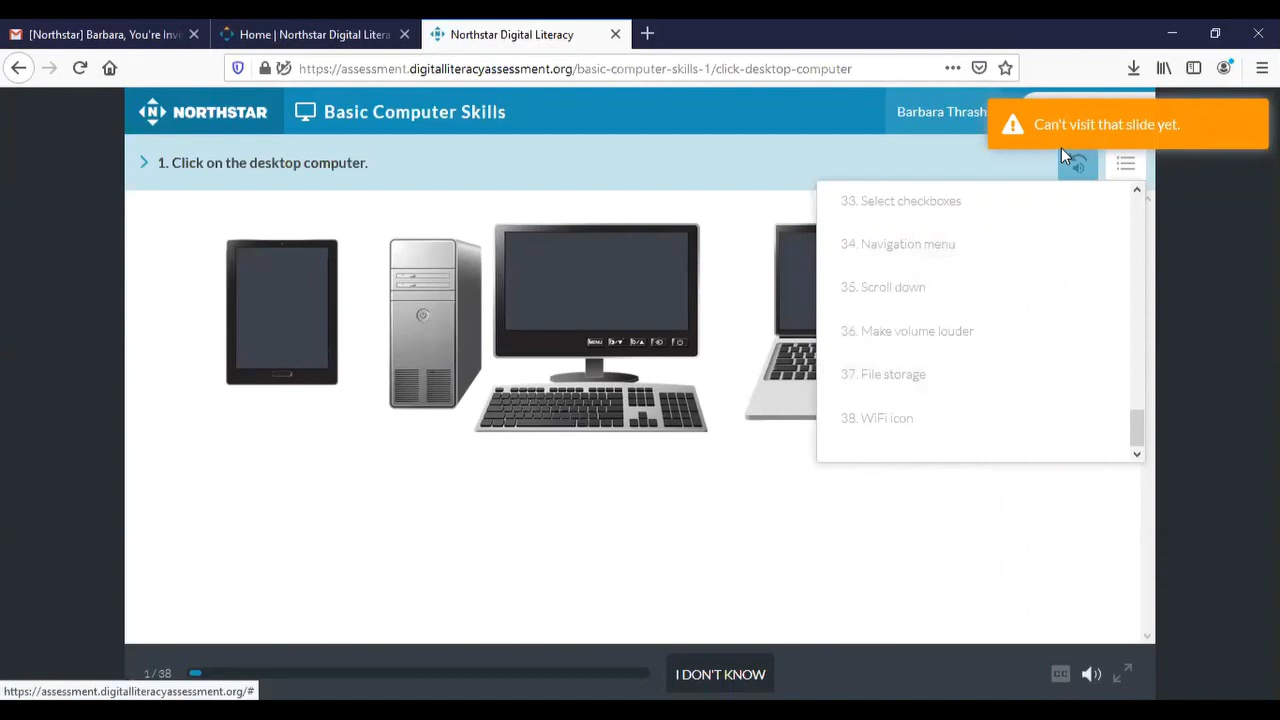 [Northstar] Barbara, You're Invi
Home | Northstar Digital Litera
Northstar Digital Literacy
https://assessment.digitalliteracyassessment.org/basic-computer-skills-1/click-desktop-computer
N NORTHSTAR
Basic Computer Skills
Barbara Thrash
Can't visit that slide yet.
1. Click on the desktop computer.
33. Select checkboxes
34. Navigation menu
35. Scroll down
36. Make volume louder
37. File storage
38. WiFi icon
MENU
1 / 38
I DON'T KNOW
CC
https://assessment.digitalliteracyassessment.org/#